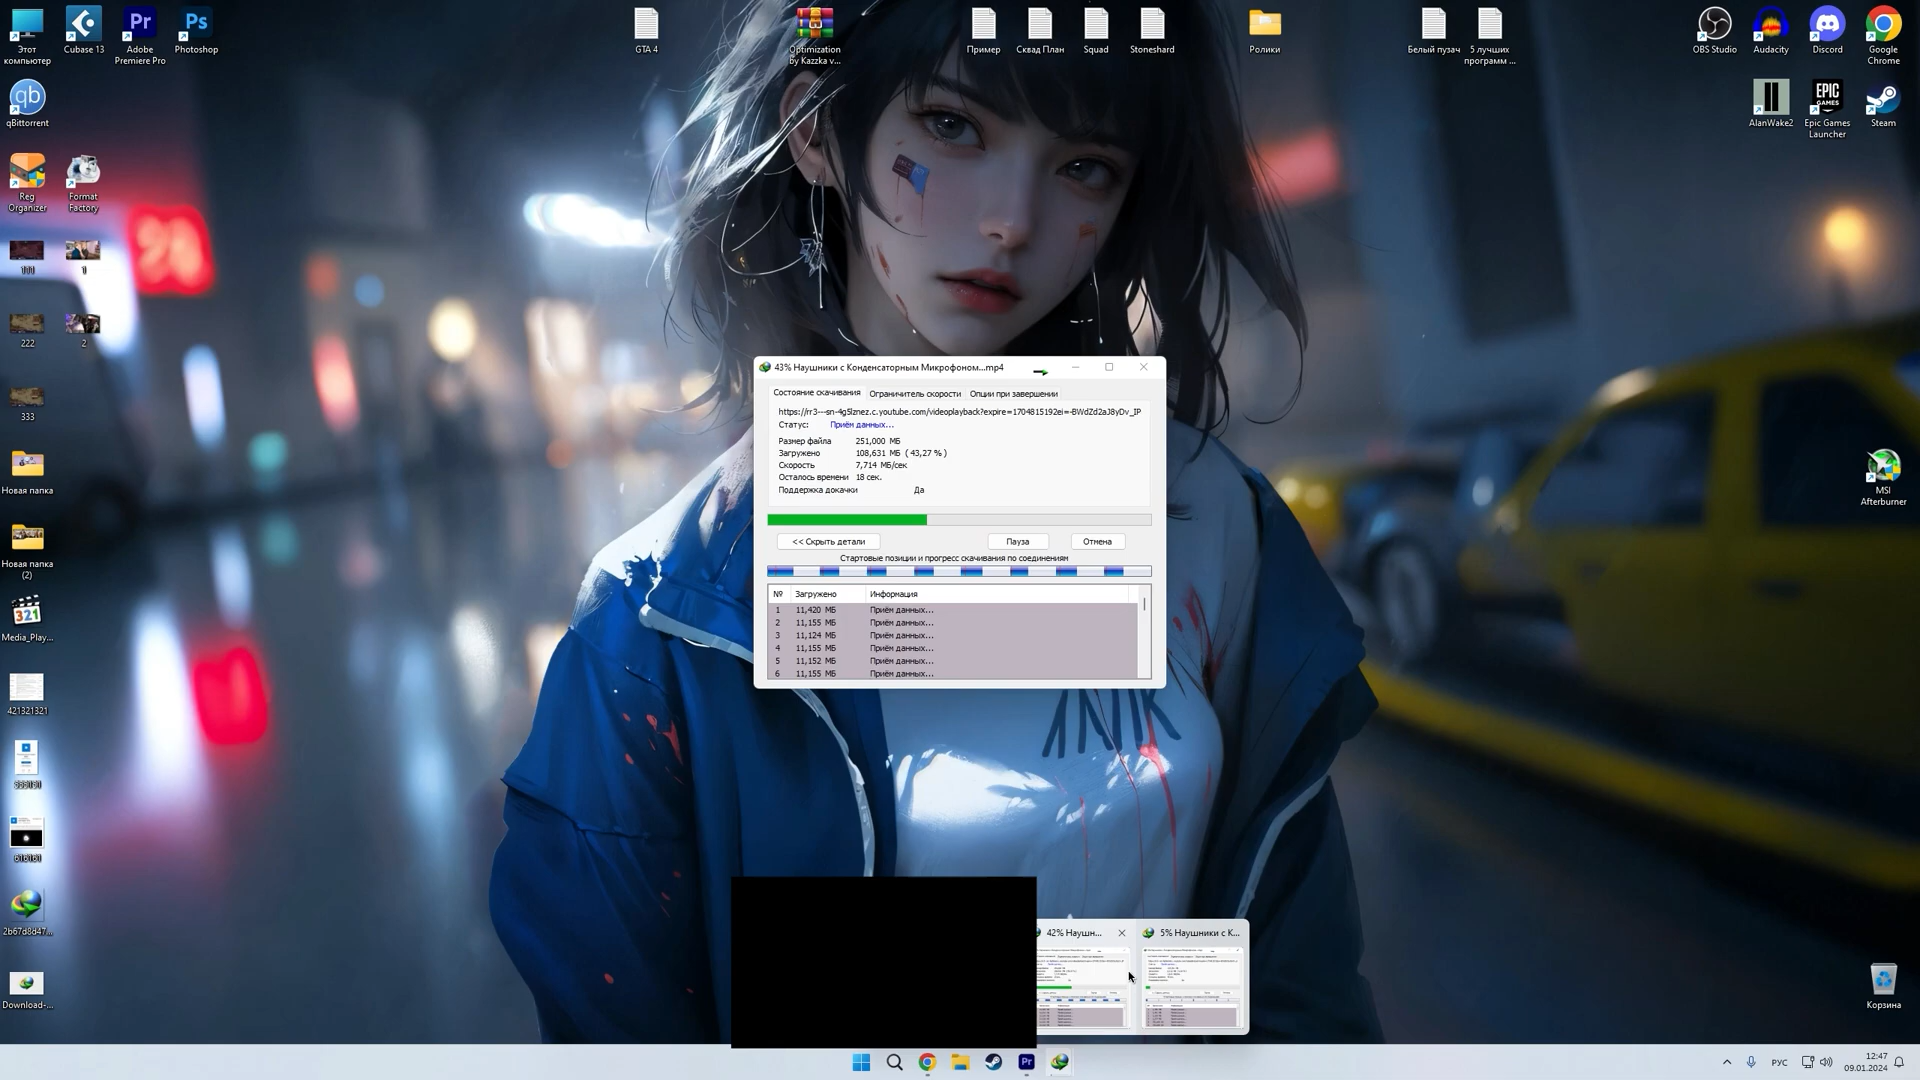 Этот
компьютер
Cubase 13
Adobe
Premiere Pro
Photoshop
GTA 4
Optimization
by Kazzka v...
Пример
Сквад План
Squad
Stoneshard
Ролики
Белый пузач
5 лучших
программ ...
OBS Studio
Audacity
Discord
Google
Chrome
qBittorrent
AlanWake2
Epic Games
Launcher
Steam
Reg
Organizer
Format
Factory
111
1
222
2
333
Новая папка
Новая папка
(2)
Media_Play...
421321321
2b67d8d47...
Download-...
MSI
Afterburner
Корзина
43% Наушники с Конденсаторным Микрофоном...mp4
Состояние скачивания
Ограничитель скорости
Опции при завершении
https://rr3---sn-4g5lznez.c.youtube.com/videoplayback?expire=1704815192ei=-BWdZd2aJ8yDv_IP
Статус: Приём данных...
Размер файла 251,000 МБ
Загружено 108,631 МБ ( 43,27 % )
Скорость 7,714 МБ/сек
Осталось времени 18 сек.
Поддержка докачки Да
<< Скрыть детали
Пауза
Отмена
Стартовые позиции и прогресс скачивания по соединениям
№ Загружено Информация
1 11,420 МБ Приём данных...
2 11,155 МБ Приём данных...
3 11,124 МБ Приём данных...
4 11,155 МБ Приём данных...
5 11,152 МБ Приём данных...
6 11,155 МБ Приём данных...
42% Наушн...
5% Наушники с К...
РУС
12:47
09.01.2024